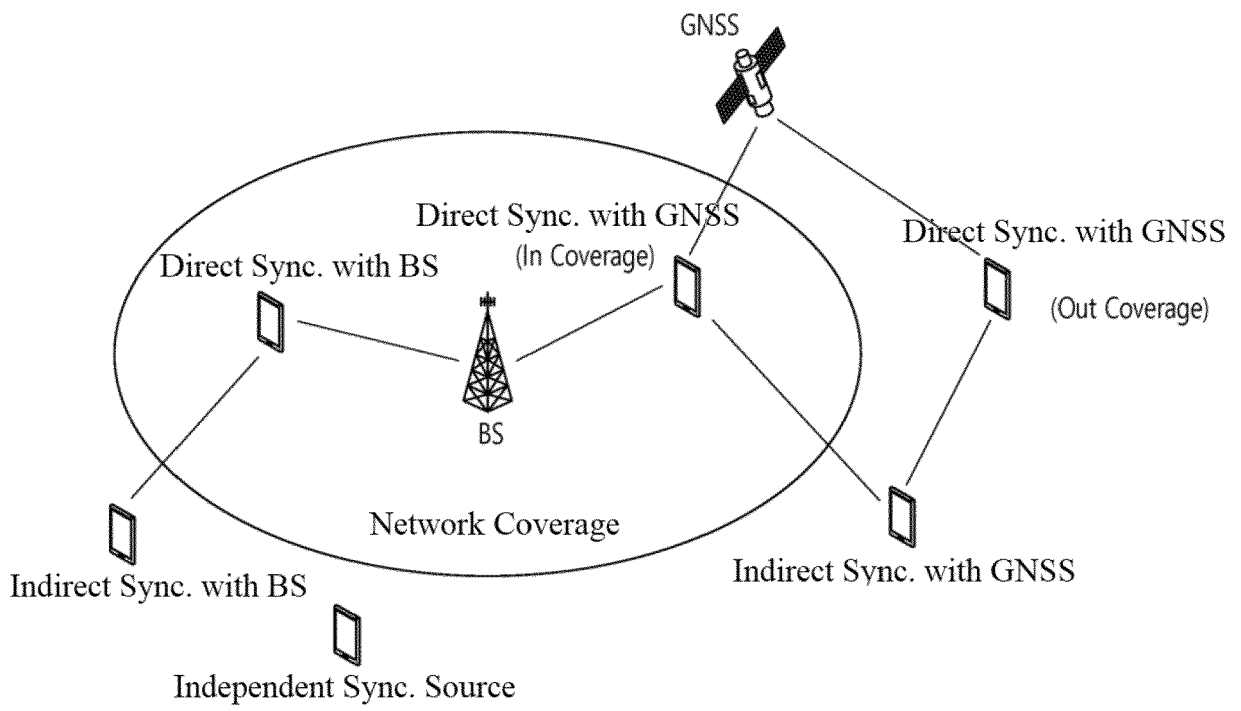 GNSS
Direct Sync. with GNSS
(In Coverage)
Direct Sync. with GNSS
(Out Coverage)
Direct Sync. with BS
BS
Network Coverage
Indirect Sync. with BS
Indirect Sync. with GNSS
Independent Sync. Source